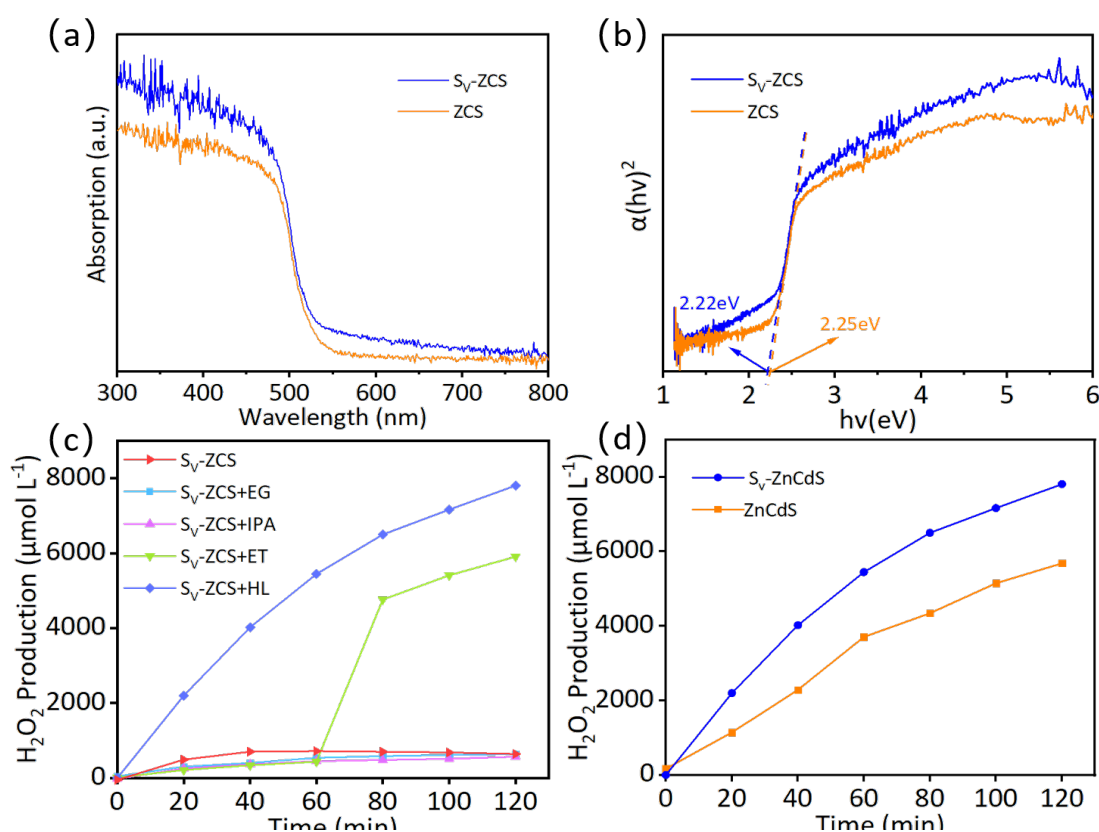 (a)
Absorption (a.u.)
Sᵥ-ZCS
ZCS
300 400 500 600 700 800
Wavelength (nm)
(b)
α(hv)²
Sᵥ-ZCS
ZCS
2.22eV
2.25eV
1 2 3 4 5 6
hv(eV)
(c)
H₂O₂ Production (μmol L⁻¹)
8000
6000
4000
2000
0
Sᵥ-ZCS
Sᵥ-ZCS+EG
Sᵥ-ZCS+IPA
Sᵥ-ZCS+ET
Sᵥ-ZCS+HL
0 20 40 60 80 100 120
Time (min)
(d)
H₂O₂ Production (μmol L⁻¹)
8000
6000
4000
2000
0
Sᵥ-ZnCdS
ZnCdS
0 20 40 60 80 100 120
Time (min)